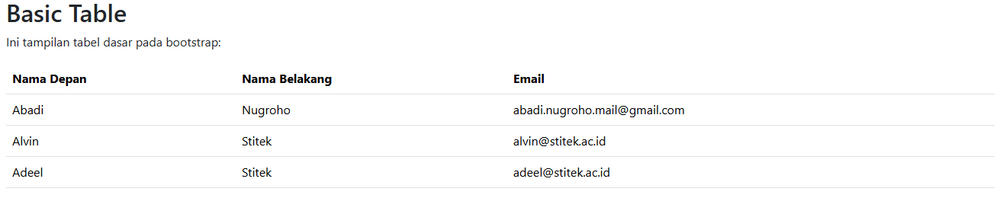 Basic Table
Ini tampilan tabel dasar pada bootstrap:
Nama Depan Nama Belakang Email
Abadi Nugroho abadi.nugroho.mail@gmail.com
Alvin Stitek alvin@stitek.ac.id
Adeel Stitek adeel@stitek.ac.id